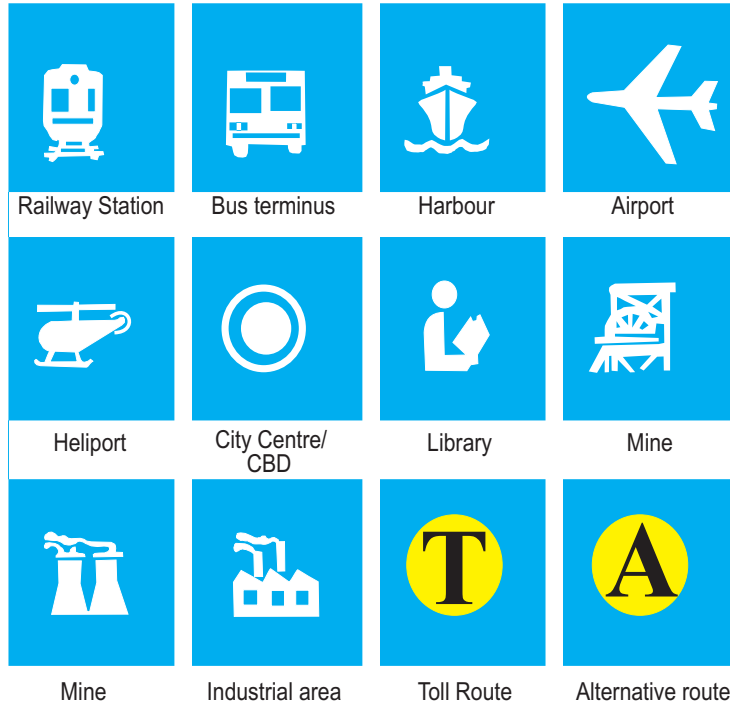 Railway Station
Bus terminus
Harbour
Airport
Heliport
City Centre/
CBD
Library
Mine
T
A
Mine
Industrial area
Toll Route
Alternative route